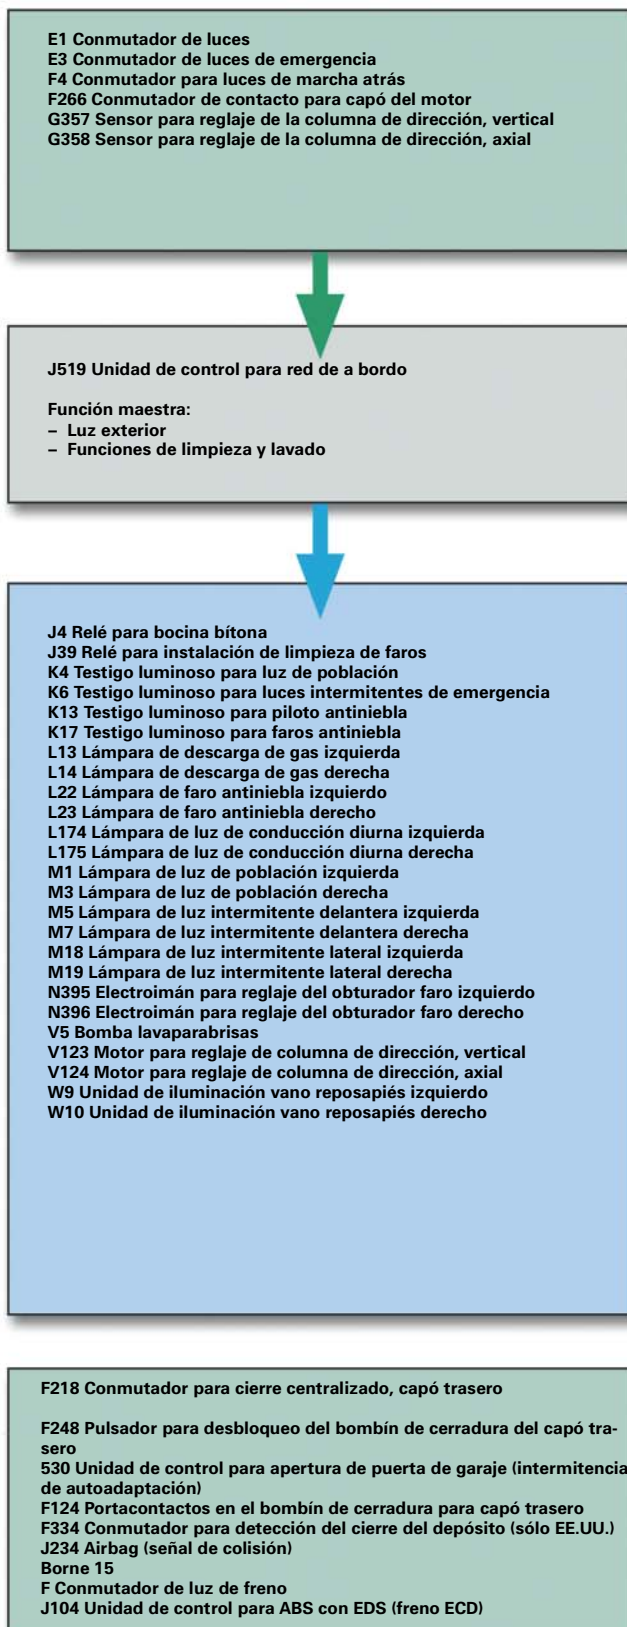 E1 Conmutador de luces
E3 Conmutador de luces de emergencia
F4 Conmutador para luces de marcha atrás
F266 Conmutador de contacto para capó del motor
G357 Sensor para reglaje de la columna de dirección, vertical
G358 Sensor para reglaje de la columna de dirección, axial
J519 Unidad de control para red de a bordo
Función maestra:
– Luz exterior
– Funciones de limpieza y lavado
J4 Relé para bocina bítona
J39 Relé para instalación de limpieza de faros
K4 Testigo luminoso para luz de población
K6 Testigo luminoso para luces intermitentes de emergencia
K13 Testigo luminoso para piloto antiniebla
K17 Testigo luminoso para faros antiniebla
L13 Lámpara de descarga de gas izquierda
L14 Lámpara de descarga de gas derecha
L22 Lámpara de faro antiniebla izquierdo
L23 Lámpara de faro antiniebla derecho
L174 Lámpara de luz de conducción diurna izquierda
L175 Lámpara de luz de conducción diurna derecha
M1 Lámpara de luz de población izquierda
M3 Lámpara de luz de población derecha
M5 Lámpara de luz intermitente delantera izquierda
M7 Lámpara de luz intermitente delantera derecha
M18 Lámpara de luz intermitente lateral izquierda
M19 Lámpara de luz intermitente lateral derecha
N395 Electroimán para reglaje del obturador faro izquierdo
N396 Electroimán para reglaje del obturador faro derecho
V5 Bomba lavaparabrisas
V123 Motor para reglaje de columna de dirección, vertical
V124 Motor para reglaje de columna de dirección, axial
W9 Unidad de iluminación vano reposapiés izquierdo
W10 Unidad de iluminación vano reposapiés derecho
F218 Conmutador para cierre centralizado, capó trasero
F248 Pulsador para desbloqueo del bombín de cerradura del capó tra-
sero
530 Unidad de control para apertura de puerta de garaje (intermitencia
de autoadaptación)
F124 Portacontactos en el bombín de cerradura para capó trasero
F334 Conmutador para detección del cierre del depósito (sólo EE.UU.)
J234 Airbag (señal de colisión)
Borne 15
F Conmutador de luz de freno
J104 Unidad de control para ABS con EDS (freno ECD)